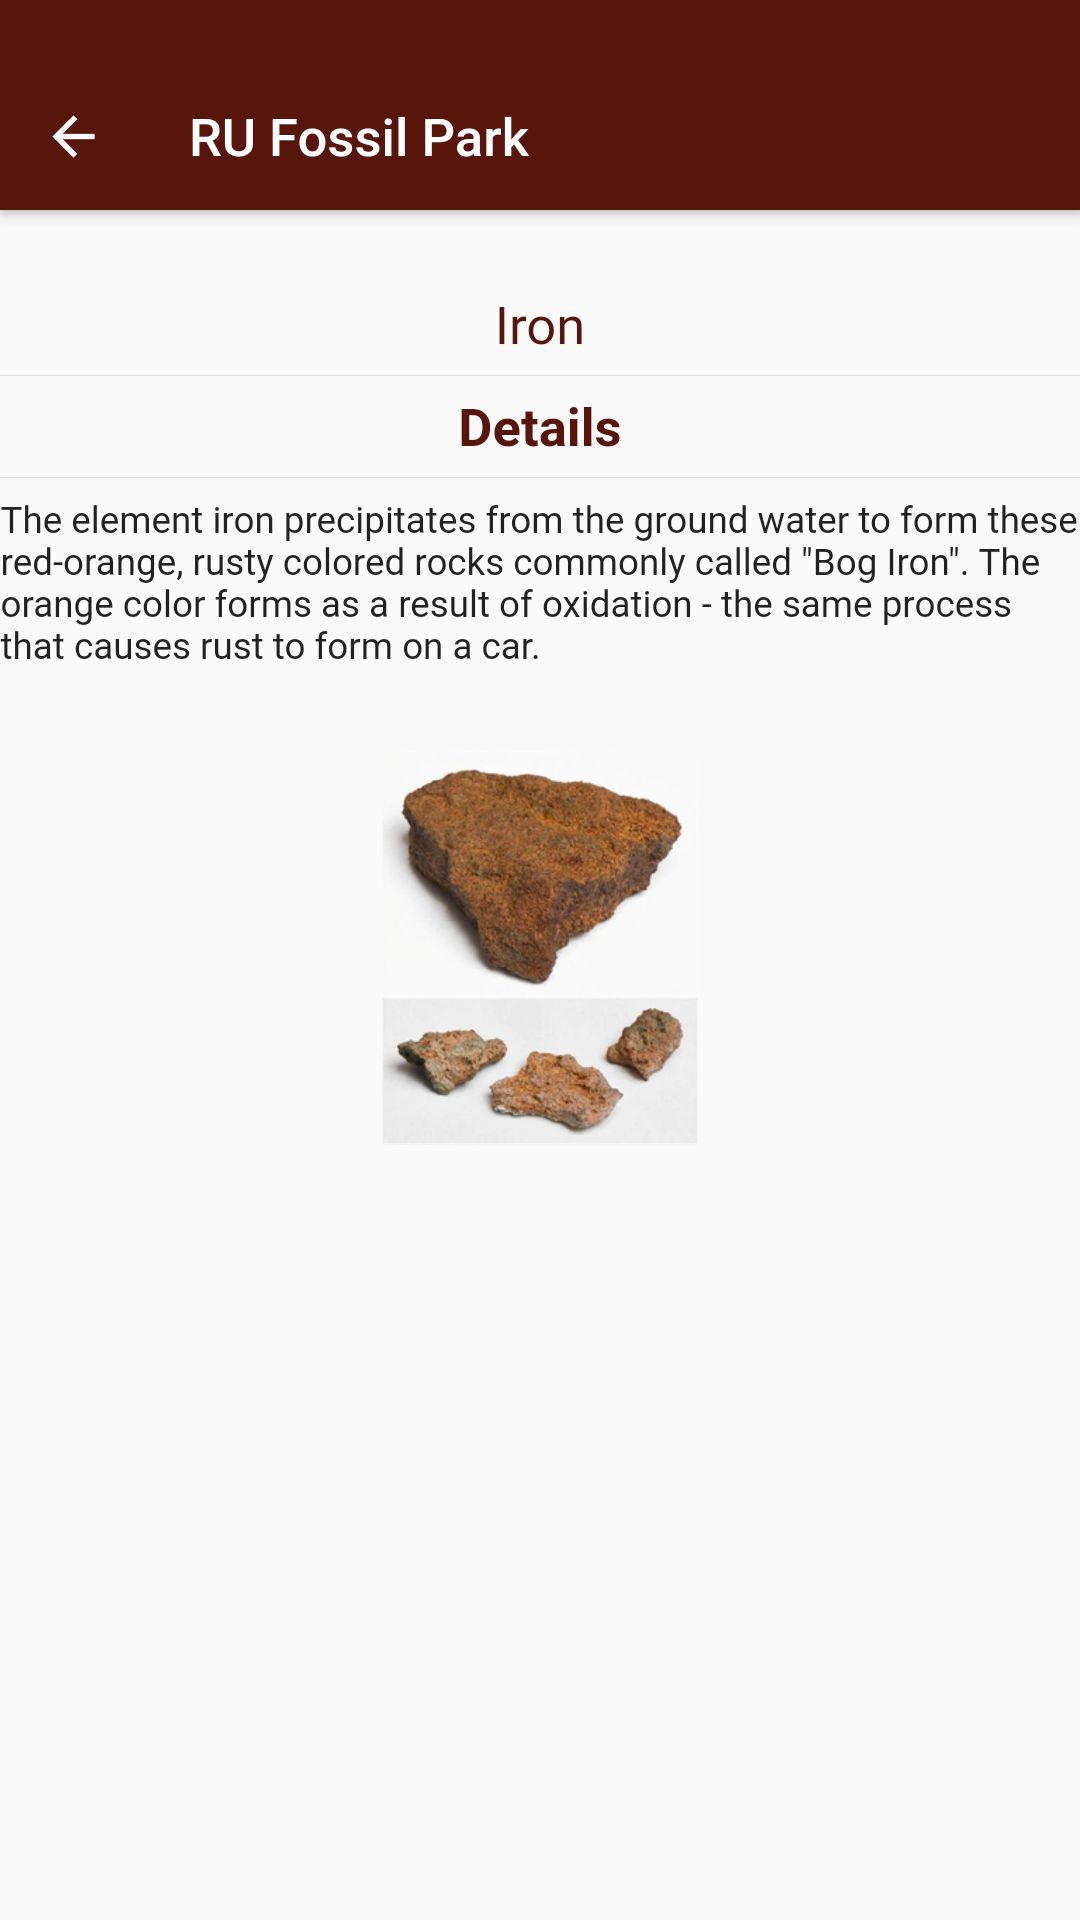 RU Fossil Park
Iron
Details
The element iron precipitates from the ground water to form these
red-orange, rusty colored rocks commonly called "Bog Iron". The
orange color forms as a result of oxidation - the same process
that causes rust to form on a car.